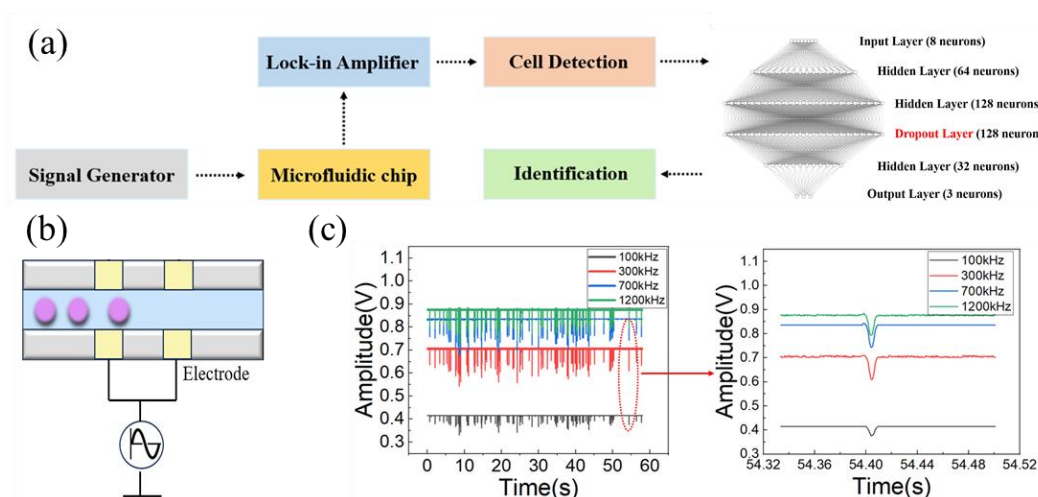 (a)
Lock-in Amplifier
Cell Detection
Signal Generator
Microfluidic chip
Identification
Input Layer (8 neurons)
Hidden Layer (64 neurons)
Hidden Layer (128 neurons
Dropout Layer (128 neuron
Hidden Layer (32 neurons)
Output Layer (3 neurons)
(b)
Electrode
(c)
Amplitude(V)
1.1
1.0
0.9
0.8
0.7
0.6
0.5
0.4
0.3
100kHz
300kHz
700kHz
1200kHz
0 10 20 30 40 50 60
Time(s)
Amplitude(V)
1.1
1.0
0.9
0.8
0.7
0.6
0.5
0.4
0.3
100kHz
300kHz
700kHz
1200kHz
54.32 54.36 54.40 54.44 54.48 54.52
Time(s)